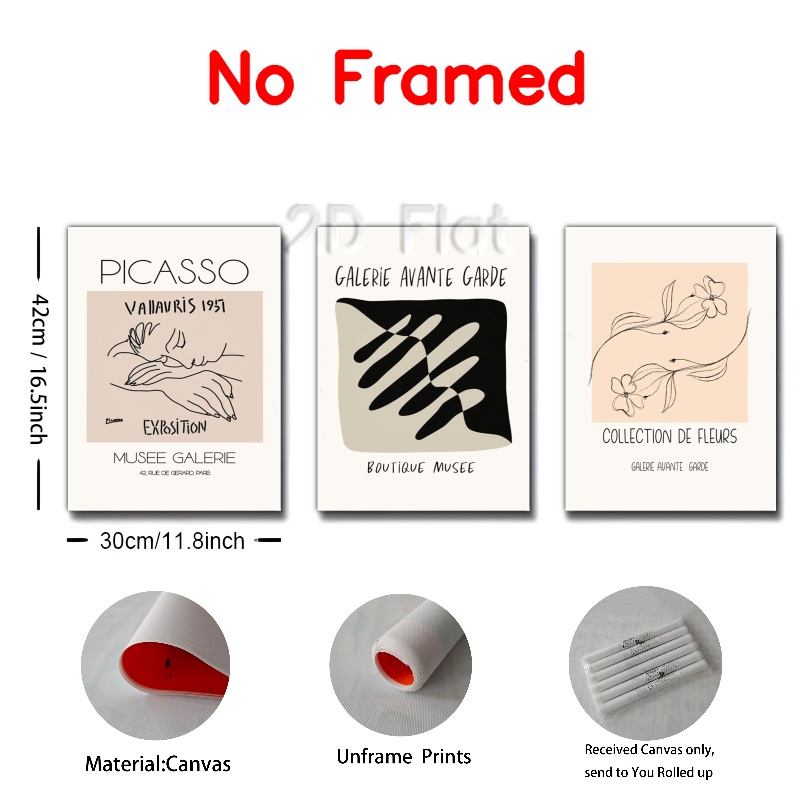 No Framed
2D Flat
PICASSO
VALLAURIS 1951
Picasso
EXPOSITION
MUSEE GALERIE
42, RUE DE GERARD, PARIS
GALERIE AVANTE GARDE
BOUTIQUE MUSEE
COLLECTION DE FLEURS
GALERIE AVANTE GARDE
42cm / 16.5inch
30cm/11.8inch
Material:Canvas
Unframe Prints
Received Canvas only,
send to You Rolled up